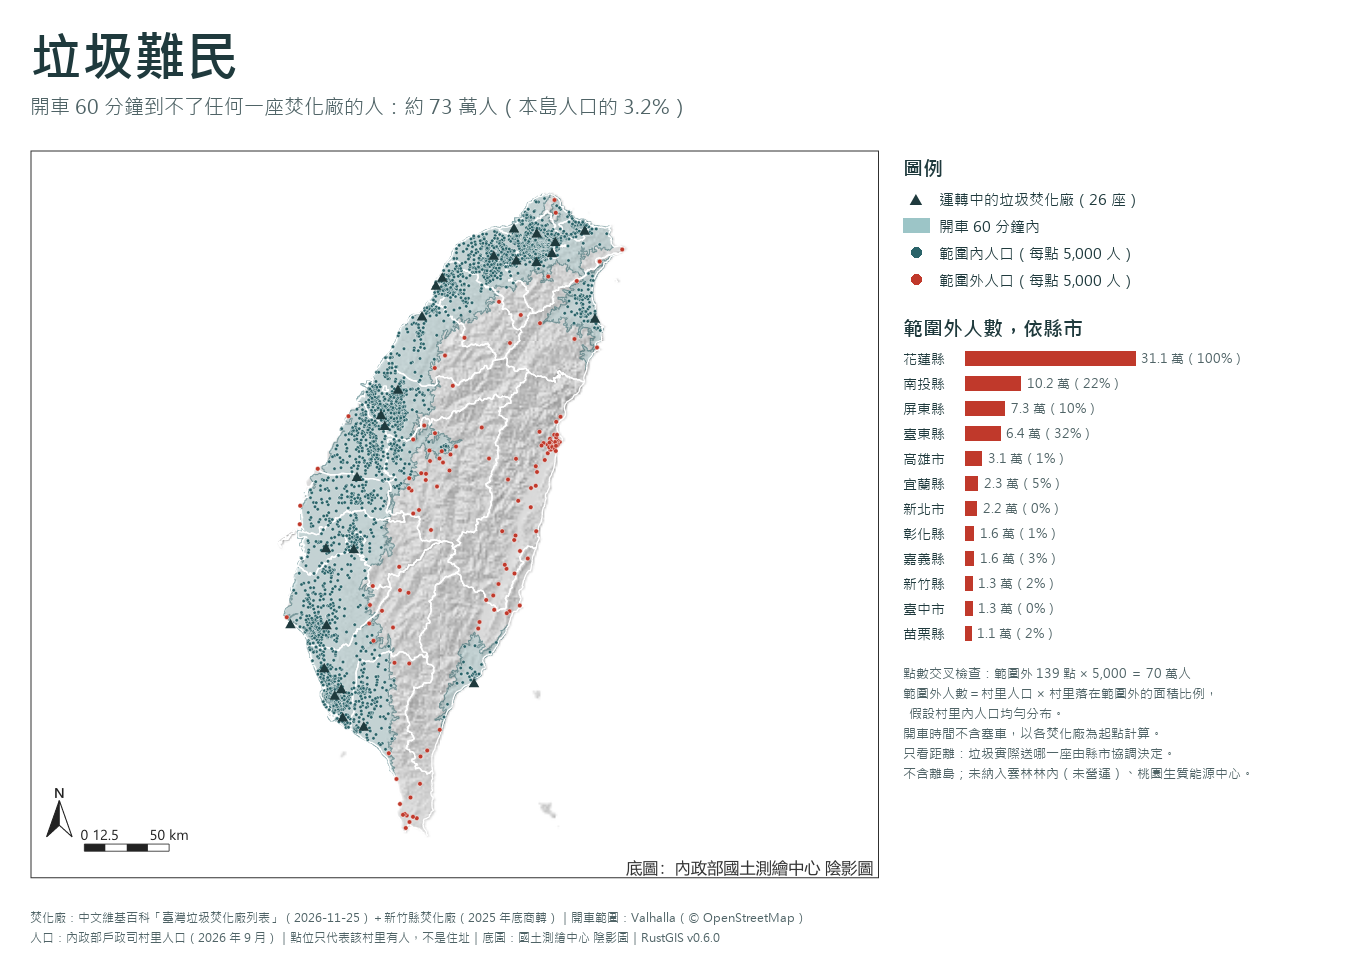 垃圾難民
開車 60 分鐘到不了任何一座焚化廠的人：約 73 萬人（本島人口的 3.2%）
圖例
運轉中的垃圾焚化廠（26 座）
開車 60 分鐘內
範圍內人口（每點 5,000 人）
範圍外人口（每點 5,000 人）
範圍外人數，依縣市
花蓮縣 31.1 萬（100%）
南投縣 10.2 萬（22%）
屏東縣 7.3 萬（10%）
臺東縣 6.4 萬（32%）
高雄市 3.1 萬（1%）
宜蘭縣 2.3 萬（5%）
新北市 2.2 萬（0%）
彰化縣 1.6 萬（1%）
嘉義縣 1.6 萬（3%）
新竹縣 1.3 萬（2%）
臺中市 1.3 萬（0%）
苗栗縣 1.1 萬（2%）
點數交叉檢查：範圍外 139 點 × 5,000 = 70 萬人
範圍外人數＝村里人口 × 村里落在範圍外的面積比例，
假設村里內人口均勻分布。
開車時間不含塞車，以各焚化廠為起點計算。
只看距離：垃圾實際送哪一座由縣市協調決定。
不含離島；未納入雲林林內（未營運）、桃園生質能源中心。
N
0 12.5 50 km
底圖：內政部國土測繪中心 陰影圖
焚化廠：中文維基百科「臺灣垃圾焚化廠列表」（2026-11-25）＋新竹縣焚化廠（2025 年底商轉）｜開車範圍：Valhalla（© OpenStreetMap）
人口：內政部戶政司村里人口（2026 年 9 月）｜點位只代表該村里有人，不是住址｜底圖：國土測繪中心 陰影圖｜RustGIS v0.6.0